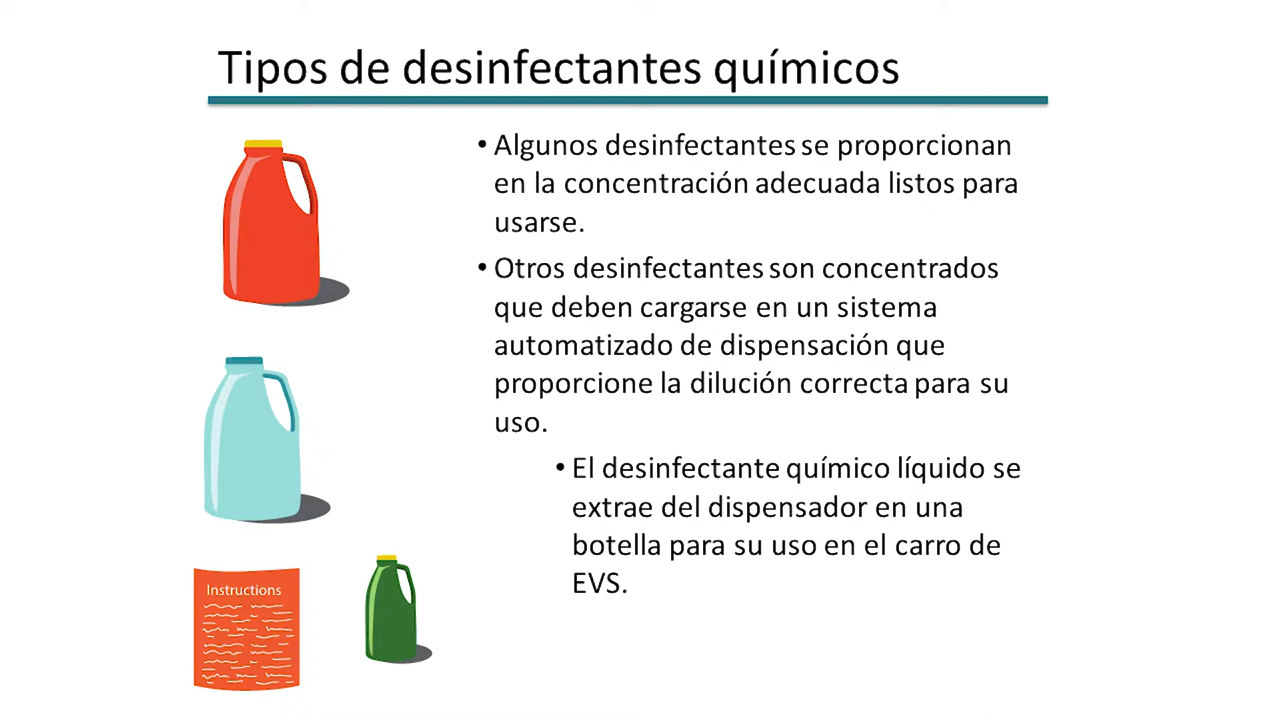 Tipos de desinfectantes químicos
• Algunos desinfectantes se proporcionan
en la concentración adecuada listos para
usarse.
• Otros desinfectantes son concentrados
que deben cargarse en un sistema
automatizado de dispensación que
proporcione la dilución correcta para su
uso.
• El desinfectante químico líquido se
extrae del dispensador en una
botella para su uso en el carro de
EVS.
Instructions